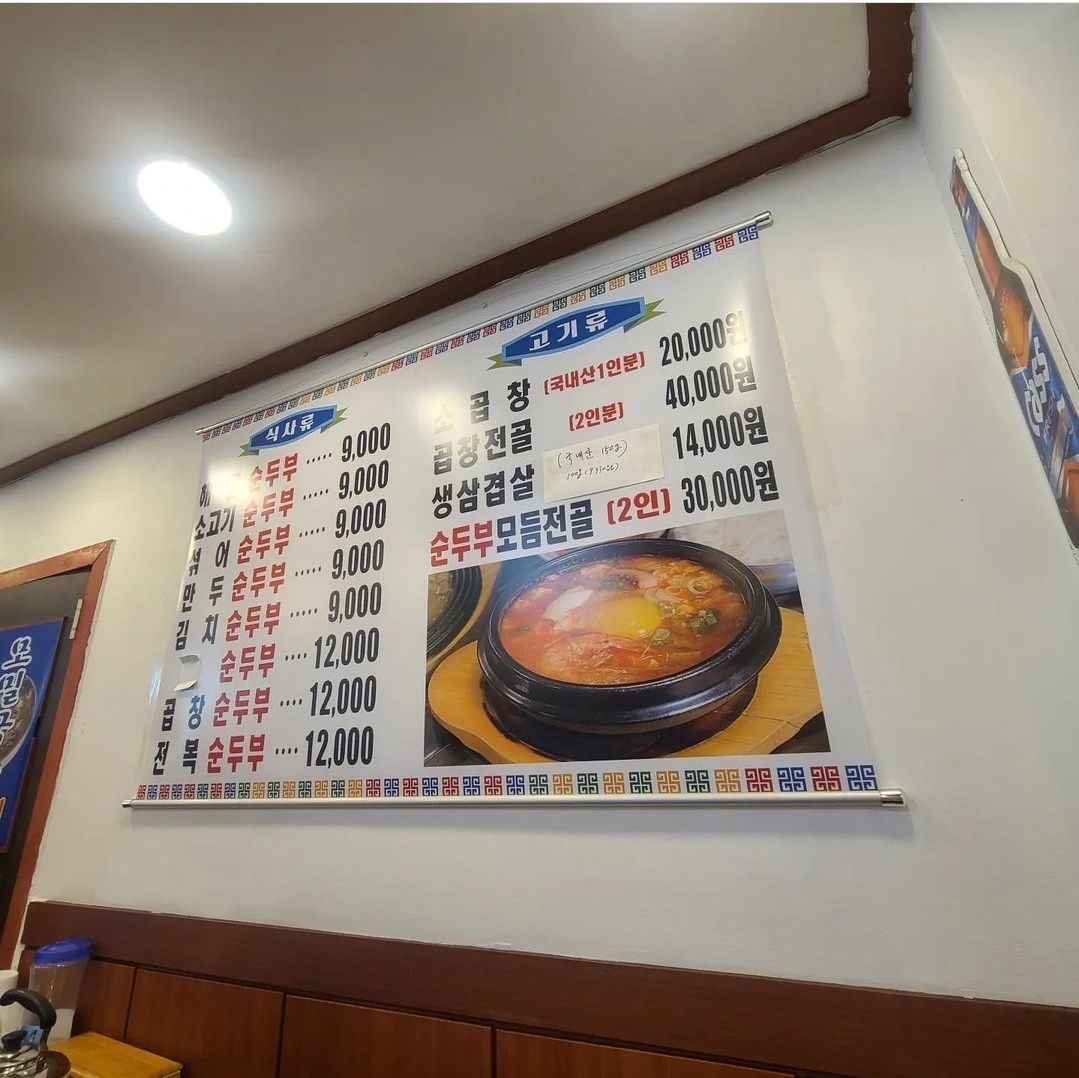 식사류
순두부 ····· 9,000
소고기 순두부 ····· 9,000
섞어 순두부 ····· 9,000
만두 순두부 ····· 9,000
김치 순두부 ····· 9,000
순두부 ···· 12,000
곱창 순두부 ···· 12,000
전복 순두부 ···· 12,000
고기류
소곱창 (국내산1인분) 20,000원
곱창전골 (2인분) 40,000원
생삼겹살 (국내산 150g) 14,000원
순두부모듬전골 (2인) 30,000원